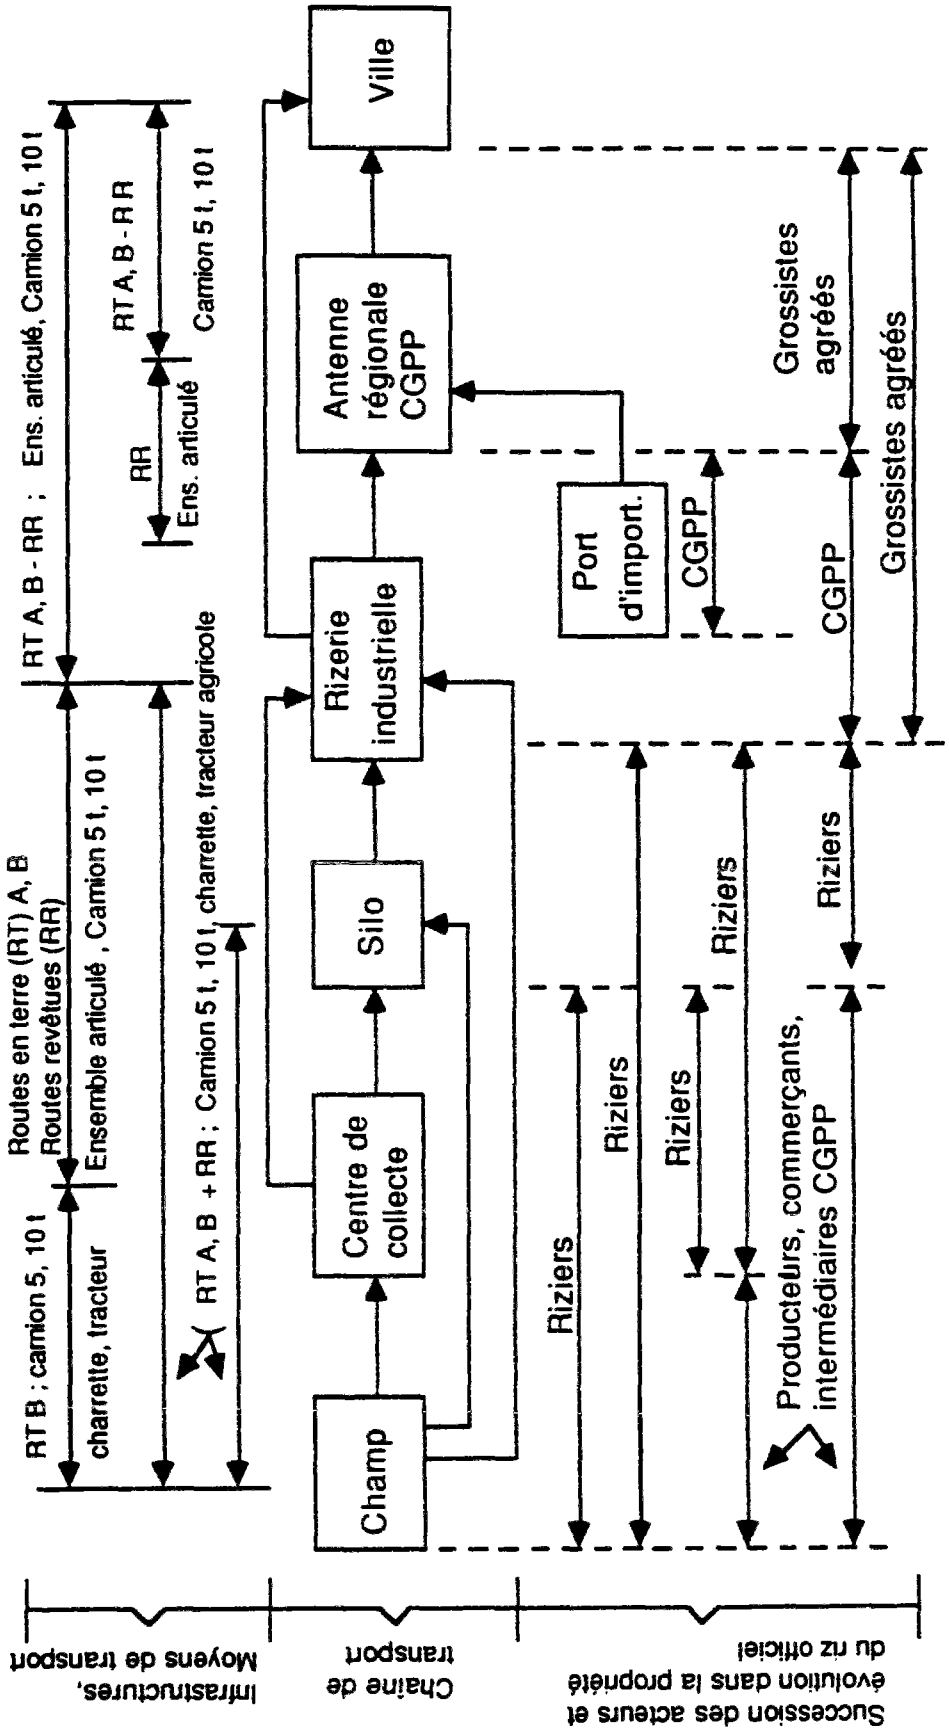 Infrastructures,
Moyens de transport
RT B ; camion 5, 10 t
charrette, tracteur
Routes en terre (RT) A, B
Routes revêtues (RR)
Ensemble articulé , Camion 5 t, 10 t
RT A, B - RR ; Ens. articulé, Camion 5 t, 10 t
RR
Ens. articulé
RT A, B - RR
Camion 5 t, 10 t
( RT A, B + RR ; Camion 5 t, 10 t, charrette, tracteur agricole
Chaine de
transport
Champ
Centre de
collecte
Silo
Rizerie
industrielle
Antenne
régionale
CGPP
Ville
Port
d'import.
Succession des acteurs et
évolution dans la propriété
du riz officiel
Riziers
Riziers
Riziers
Riziers
Producteurs, commerçants,
intermédiaires CGPP
Riziers
CGPP
CGPP
Grossistes
agréés
Grossistes agréés